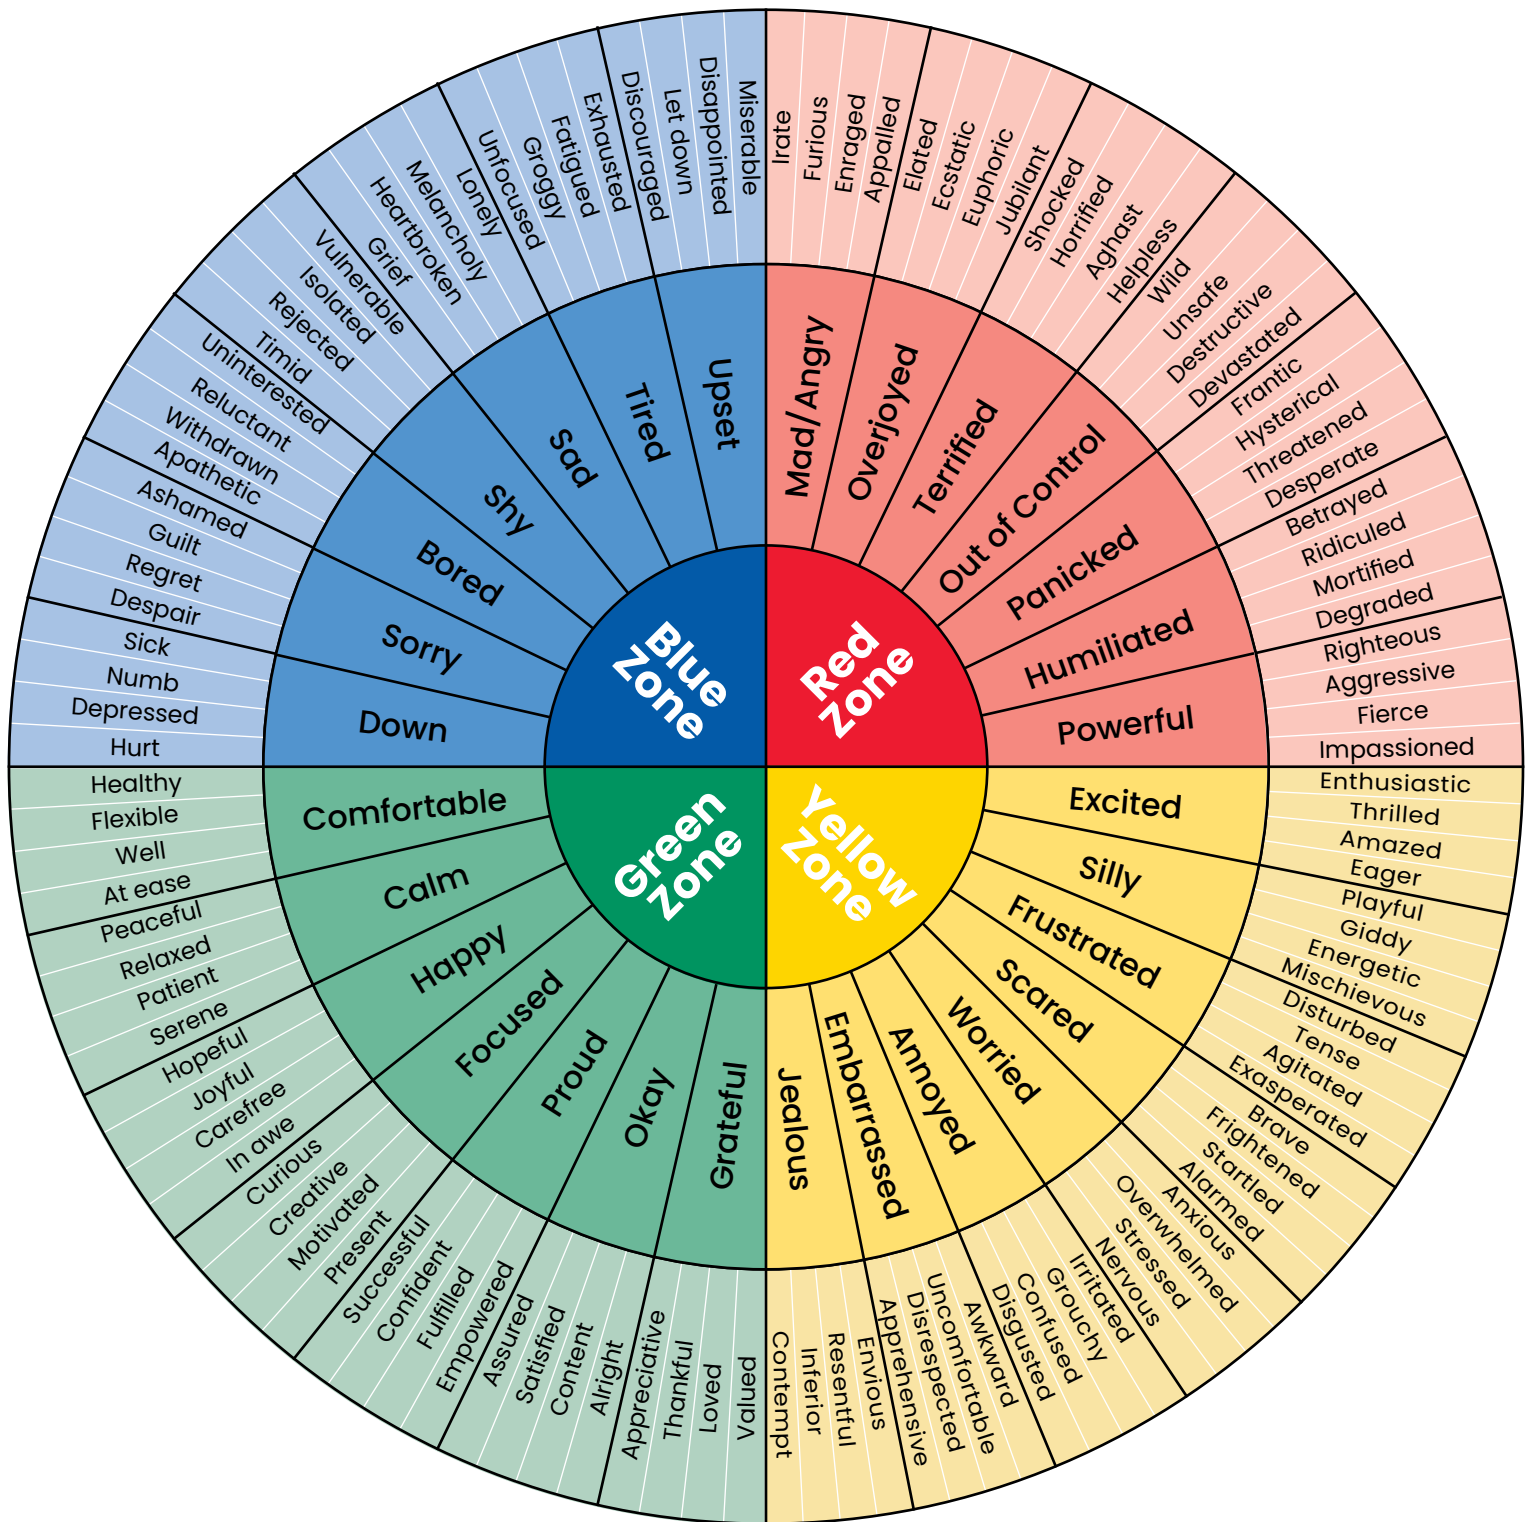 Blue
Zone
Upset
Miserable
Disappointed
Let down
Discouraged
Tired
Exhausted
Fatigued
Groggy
Unfocused
Sad
Lonely
Melancholy
Heartbroken
Grief
Shy
Vulnerable
Isolated
Rejected
Timid
Bored
Uninterested
Reluctant
Withdrawn
Apathetic
Sorry
Ashamed
Guilt
Regret
Despair
Down
Sick
Numb
Depressed
Hurt
Red
Zone
Mad/Angry
Irate
Furious
Enraged
Appalled
Overjoyed
Elated
Ecstatic
Euphoric
Jubilant
Terrified
Shocked
Horrified
Aghast
Helpless
Out of Control
Wild
Unsafe
Destructive
Devastated
Panicked
Frantic
Hysterical
Threatened
Desperate
Humiliated
Betrayed
Ridiculed
Mortified
Degraded
Powerful
Righteous
Aggressive
Fierce
Impassioned
Green
Zone
Comfortable
Healthy
Flexible
Well
At ease
Calm
Peaceful
Relaxed
Patient
Serene
Happy
Hopeful
Joyful
Carefree
In awe
Focused
Curious
Creative
Motivated
Present
Proud
Successful
Confident
Fulfilled
Empowered
Okay
Assured
Satisfied
Content
Alright
Grateful
Appreciative
Thankful
Loved
Valued
Yellow
Zone
Excited
Enthusiastic
Thrilled
Amazed
Eager
Silly
Playful
Giddy
Energetic
Mischievous
Frustrated
Disturbed
Tense
Agitated
Exasperated
Scared
Brave
Frightened
Startled
Alarmed
Worried
Anxious
Overwhelmed
Stressed
Nervous
Annoyed
Irritated
Grouchy
Confused
Disgusted
Embarrassed
Awkward
Uncomfortable
Disrespected
Apprehensive
Jealous
Envious
Resentful
Inferior
Contempt